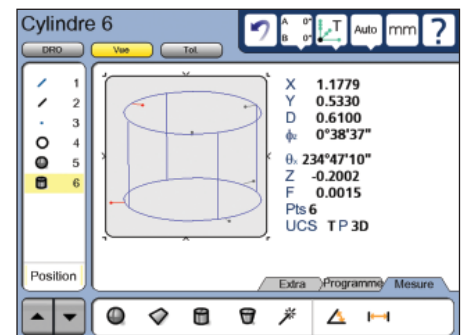 Cylindre 6
A 0°
B 0°
T
Auto
mm
?
DRO
Vue
Tol.
1
2
3
4
5
6
X 1.1779
Y 0.5330
D 0.6100
ϕz 0°38'37"
θx 234°47'10"
Z -0.2002
F 0.0015
Pts 6
UCS T P 3D
Position
Extra
Programme
Mesure